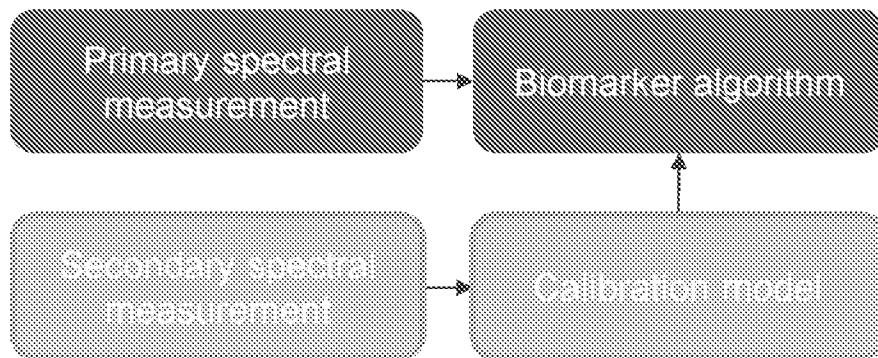 Primary spectral
measurement
Biomarker algorithm
Secondary spectral
measurement
Calibration model